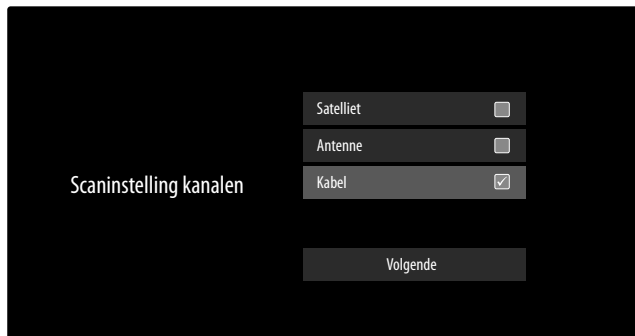 Satelliet
Antenne
Scaninstelling kanalen
Kabel
Volgende